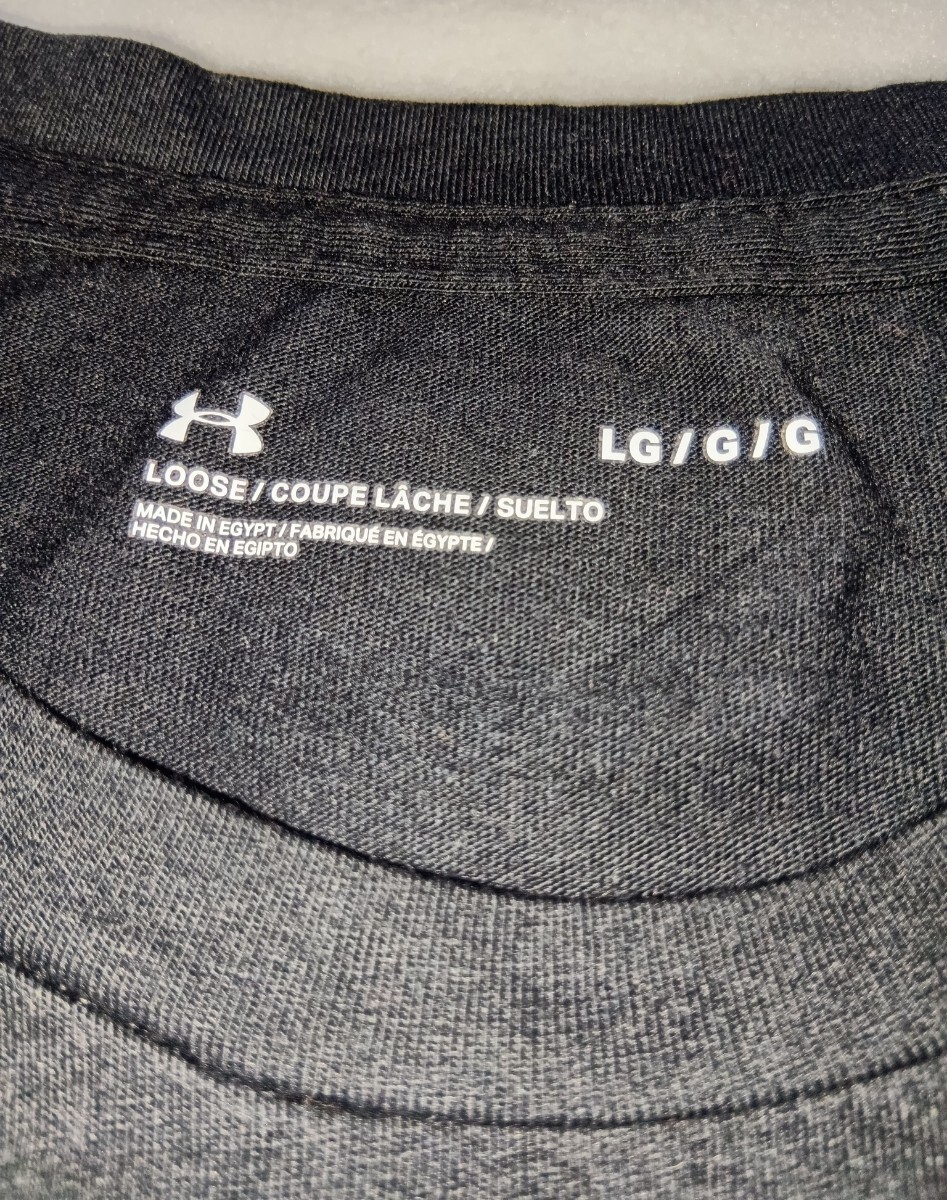 LG / G / G
LOOSE / COUPE LÂCHE / SUELTO
MADE IN EGYPT / FABRIQUÉ EN ÉGYPTE /
HECHO EN EGIPTO